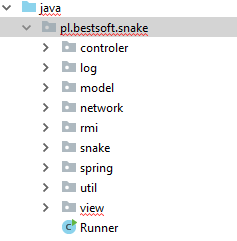 java
pl.bestsoft.snake
controler
log
model
network
rmi
snake
spring
util
view
Runner